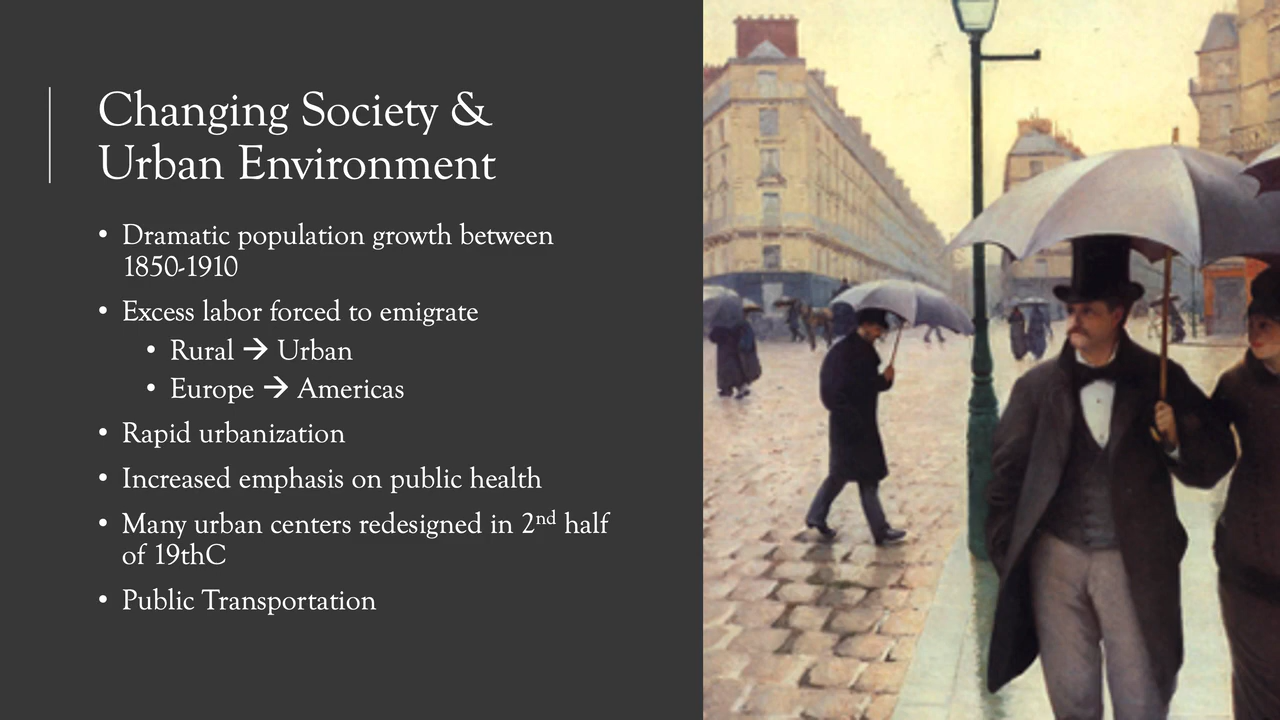 Changing Society &
Urban Environment
• Dramatic population growth between
1850-1910
• Excess labor forced to emigrate
• Rural → Urban
• Europe → Americas
• Rapid urbanization
• Increased emphasis on public health
• Many urban centers redesigned in 2nd half
of 19thC
• Public Transportation